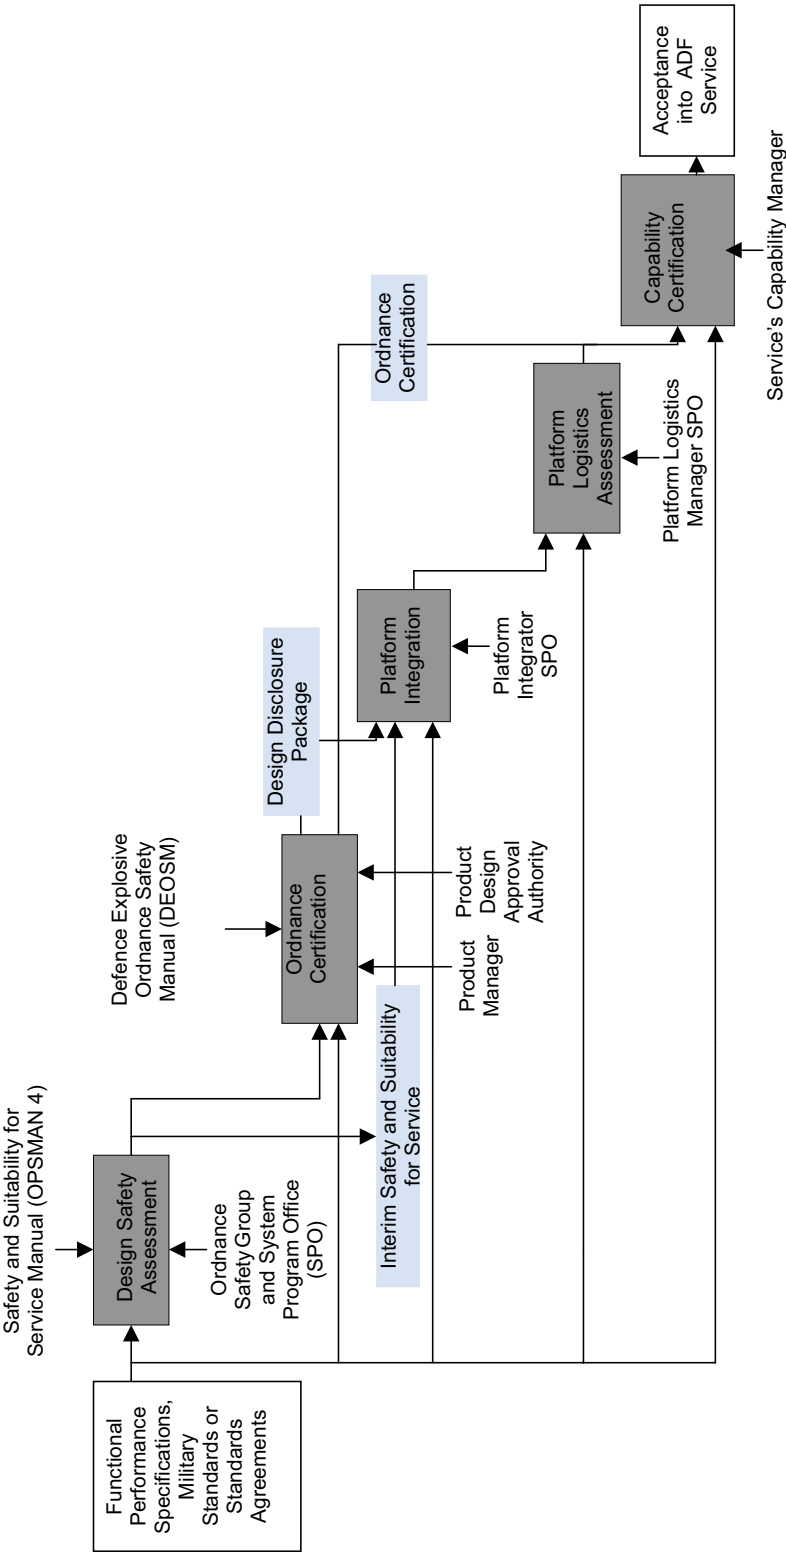 Safety and Suitability for
Service Manual (OPSMAN 4)
Defence Explosive
Ordnance Safety
Manual (DEOSM)
Functional
Performance
Specifications,
Military
Standards or
Standards
Agreements
Design Safety
Assessment
Ordnance
Safety Group
and System
Program Office
(SPO)
Interim Safety and Suitability
for Service
Ordnance
Certification
Product
Manager
Product
Design
Approval
Authority
Design Disclosure
Package
Platform
Integration
Platform
Integrator
SPO
Ordnance
Certification
Platform
Logistics
Assessment
Platform Logistics
Manager SPO
Capability
Certification
Service's Capability Manager
Acceptance
into ADF
Service